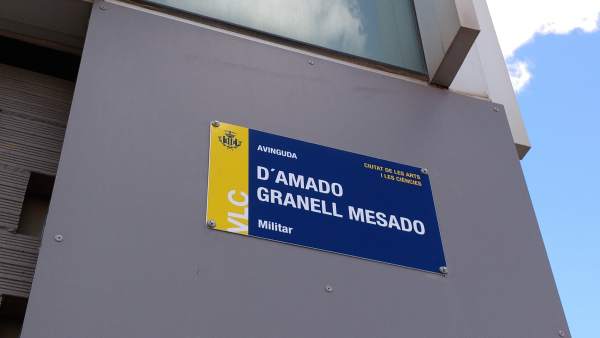 AVINGUDA
CIUTAT DE LES ARTS
I LES CIÈNCIES
D´AMADO
GRANELL MESADO
Militar
VLC